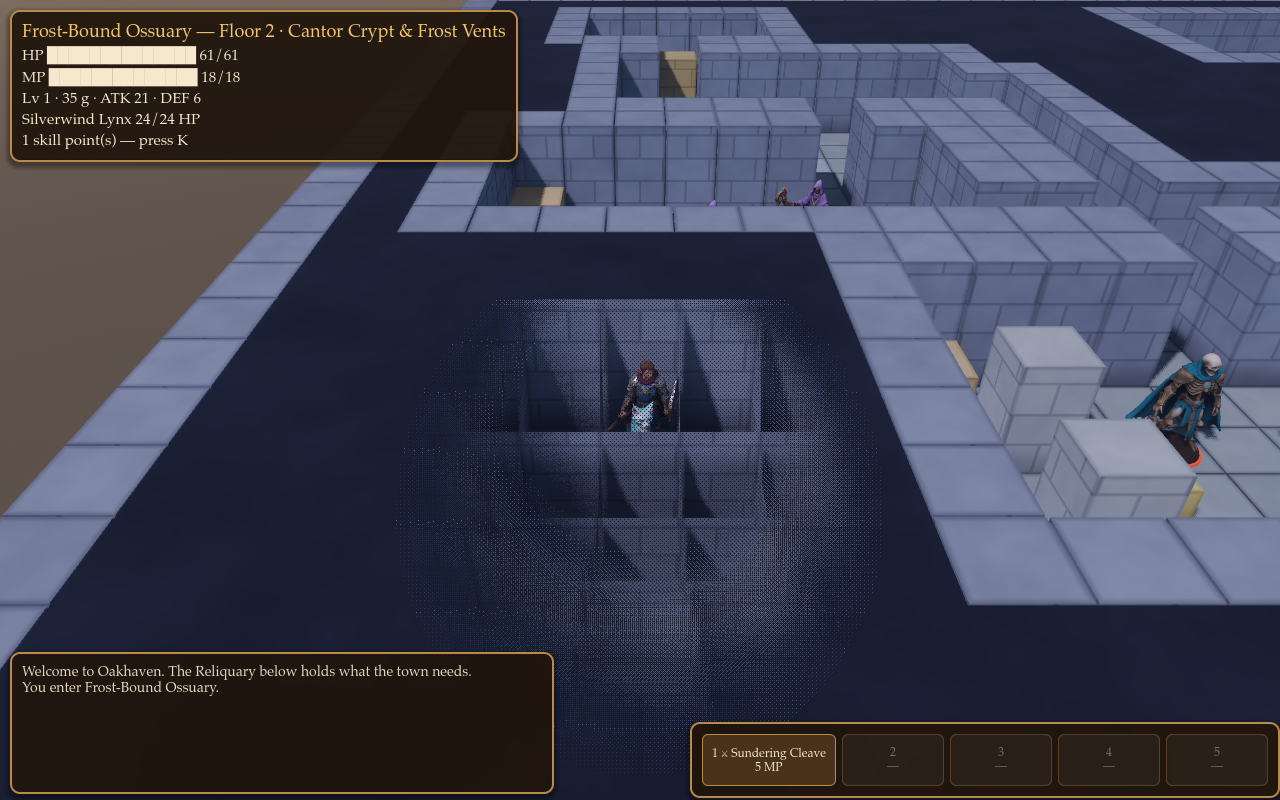 Frost-Bound Ossuary — Floor 2 · Cantor Crypt & Frost Vents
HP 61/61
MP 18/18
Lv 1 · 35 g · ATK 21 · DEF 6
Silverwind Lynx 24/24 HP
1 skill point(s) — press K
Welcome to Oakhaven. The Reliquary below holds what the town needs.
You enter Frost-Bound Ossuary.
1 ⚔ Sundering Cleave
5 MP
2
—
3
—
4
—
5
—